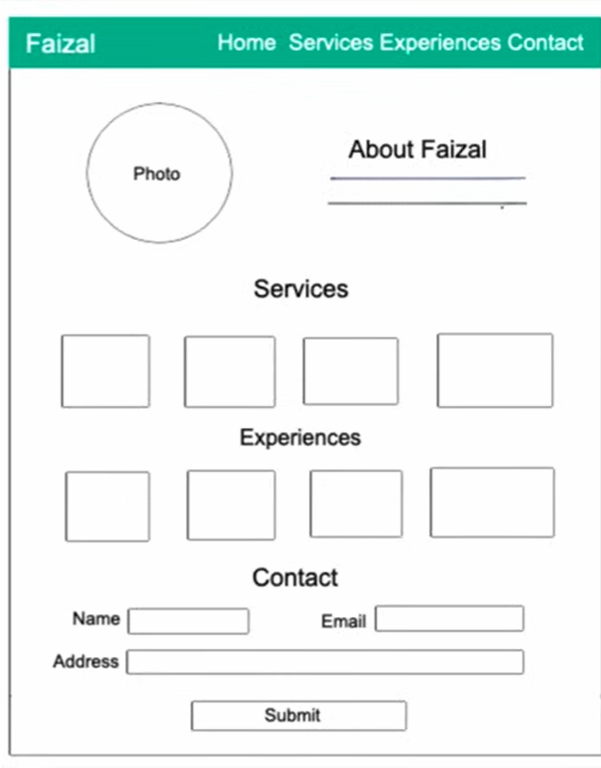 Faizal Home Services Experiences Contact
Photo
About Faizal
Services
Experiences
Contact
Name Email
Address
Submit